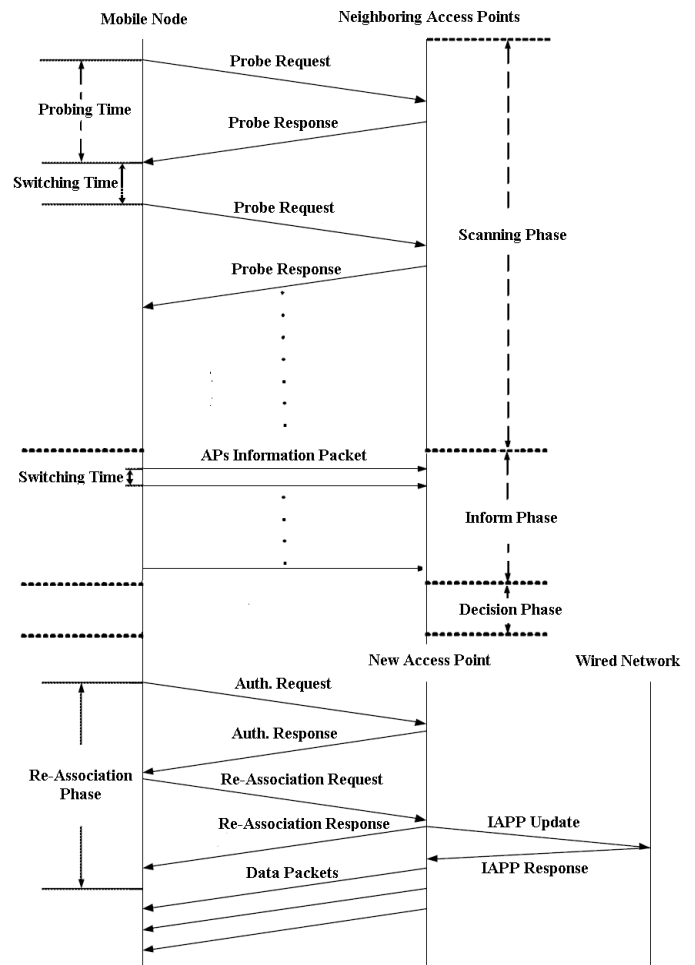 Mobile Node
Neighboring Access Points
Probe Request
Probing Time
Probe Response
Switching Time
Probe Request
Scanning Phase
Probe Response
APs Information Packet
Switching Time
Inform Phase
Decision Phase
New Access Point
Wired Network
Auth. Request
Auth. Response
Re-Association
Phase
Re-Association Request
Re-Association Response
IAPP Update
Data Packets
IAPP Response